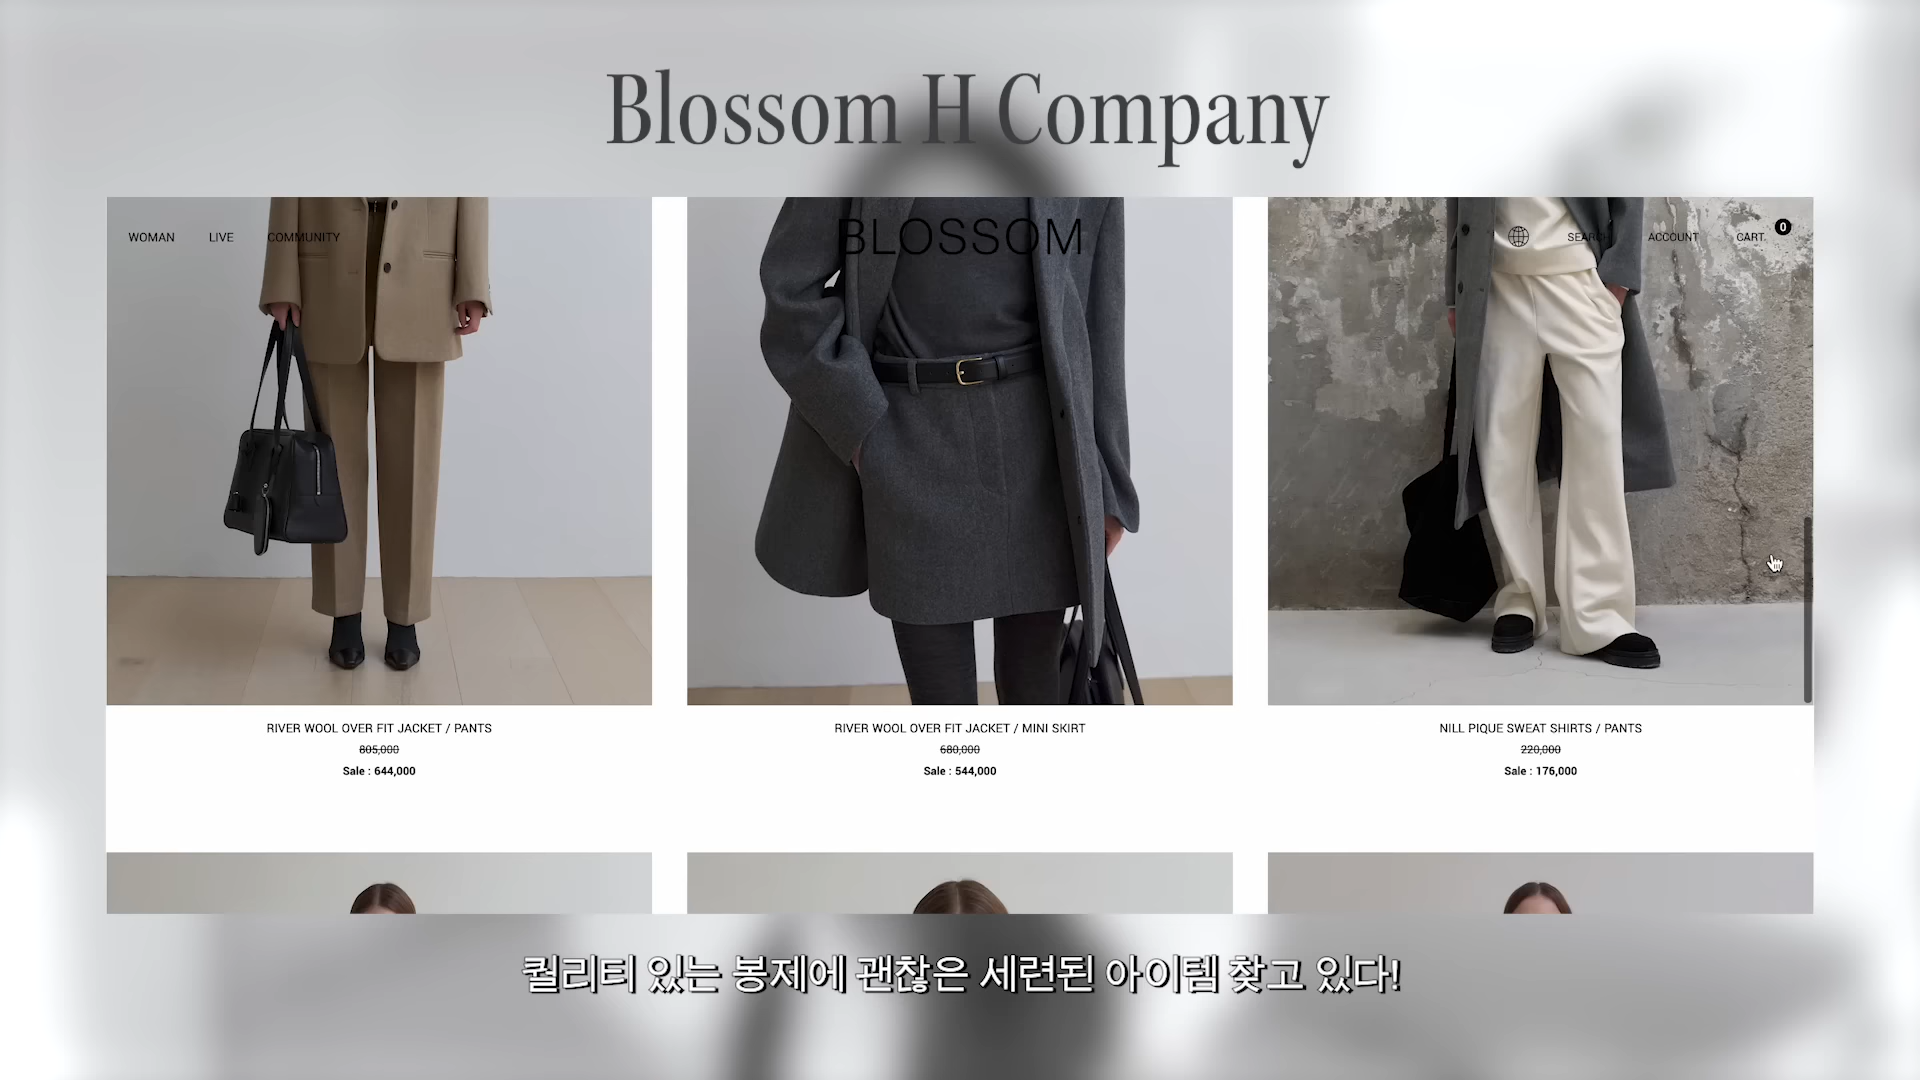 Blossom H Company
WOMAN LIVE COMMUNITY BLOSSOM SEARCH ACCOUNT CART 0
RIVER WOOL OVER FIT JACKET / PANTS
805,000
Sale : 644,000
RIVER WOOL OVER FIT JACKET / MINI SKIRT
680,000
Sale : 544,000
NILL PIQUE SWEAT SHIRTS / PANTS
220,000
Sale : 176,000
퀄리티 있는 봉제에 괜찮은 세련된 아이템 찾고 있다!